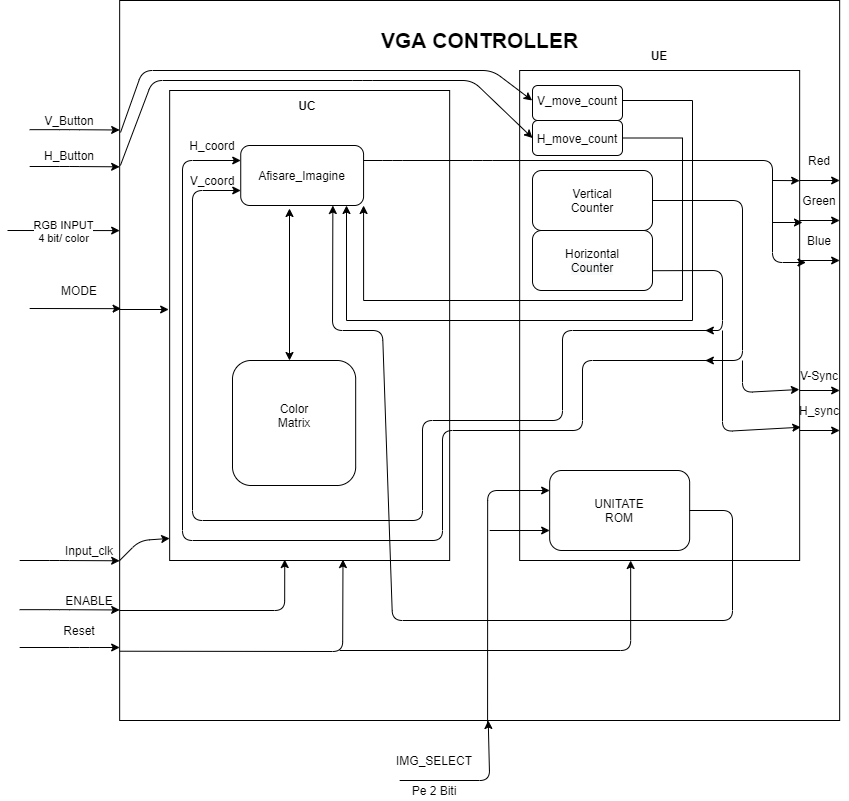 VGA CONTROLLER
UE
UC
V_Button
H_Button
RGB INPUT
4 bit/ color
MODE
Input_clk
ENABLE
Reset
H_coord
V_coord
Afisare_Imagine
Color
Matrix
V_move_count
H_move_count
Vertical
Counter
Horizontal
Counter
UNITATE
ROM
Red
Green
Blue
V-Sync
H_sync
IMG_SELECT
Pe 2 Biti